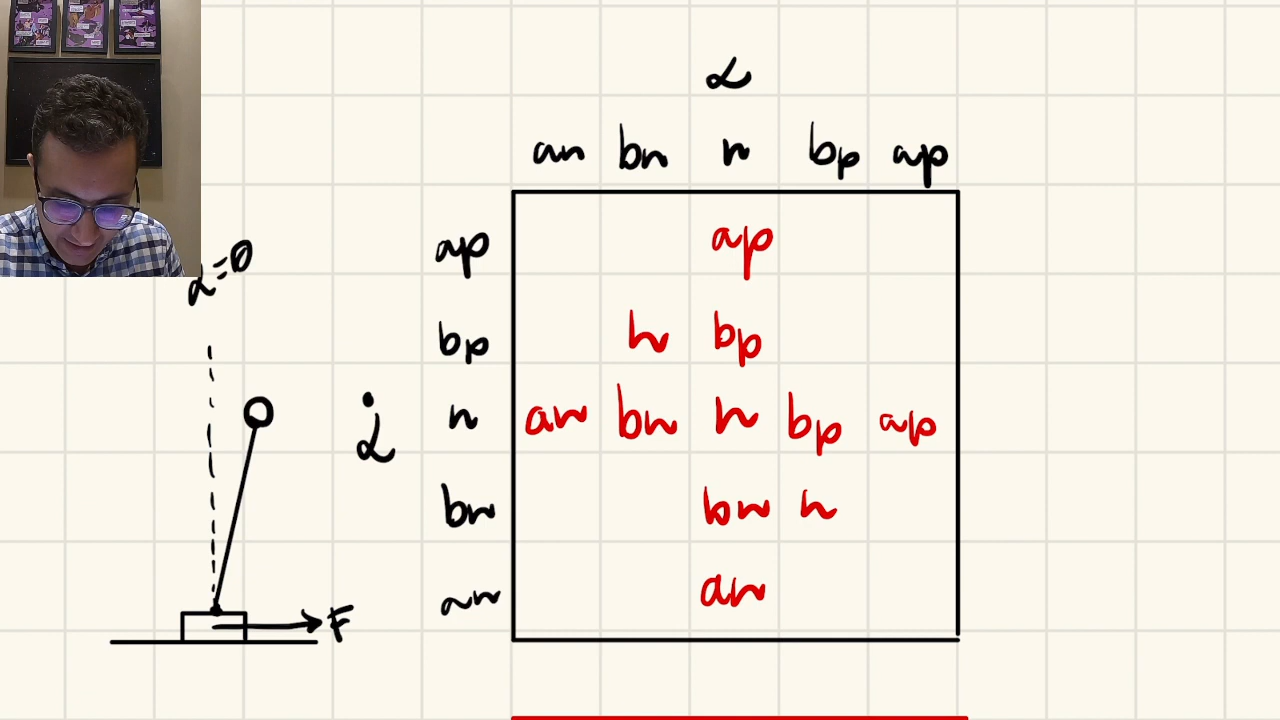 α
an bn n bp ap
ap ap
α=0
bp n bp
α̇ n an bn n bp ap
bn bn n
an an
F